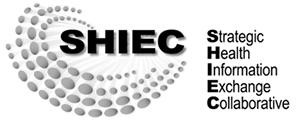 SHIEC
Strategic
Health
Information
Exchange
Collaborative